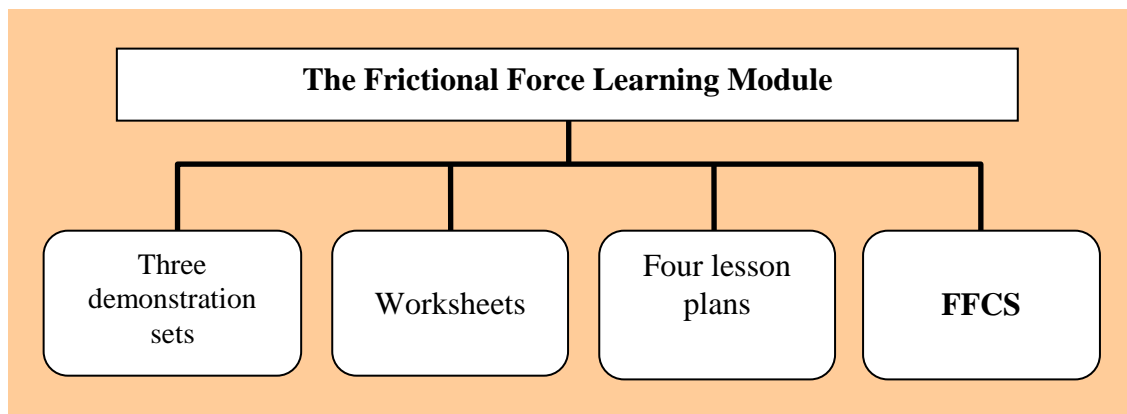 The Frictional Force Learning Module
Three
demonstration
sets
Worksheets
Four lesson
plans
FFCS